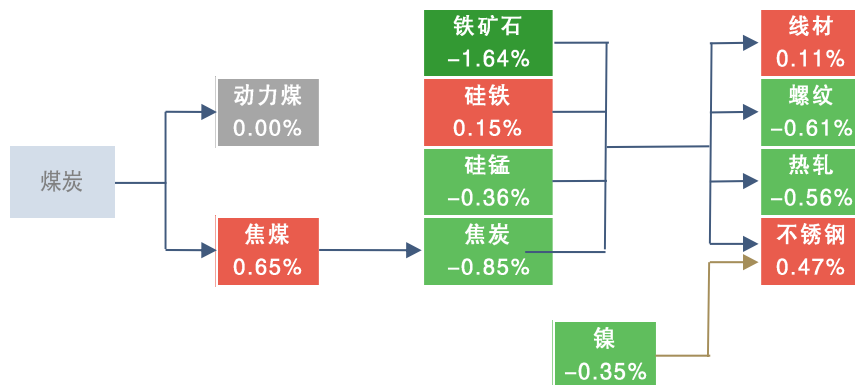 煤炭
动力煤
0.00%
焦煤
0.65%
铁矿石
-1.64%
硅铁
0.15%
硅锰
-0.36%
焦炭
-0.85%
镍
-0.35%
线材
0.11%
螺纹
-0.61%
热轧
-0.56%
不锈钢
0.47%